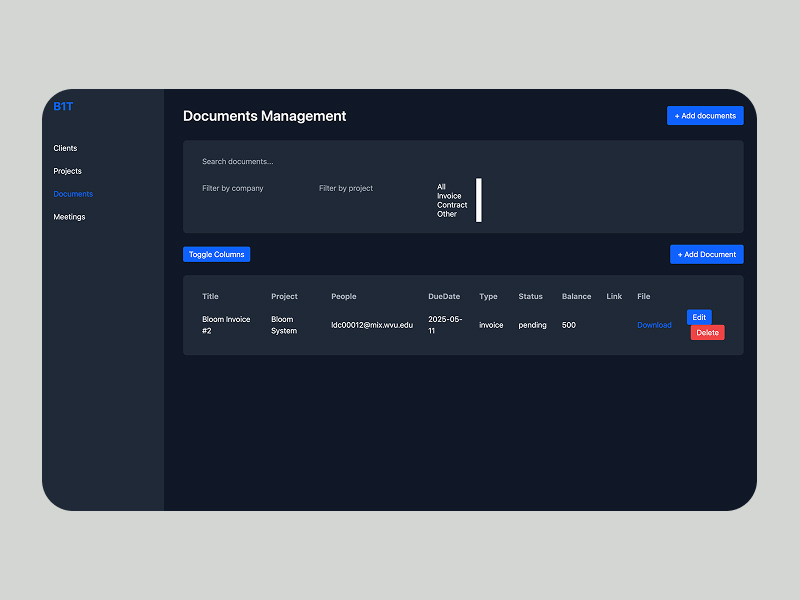 B1T
Clients
Projects
Documents
Meetings
Documents Management
+ Add documents
Search documents...
Filter by company
Filter by project
All
Invoice
Contract
Other
Toggle Columns
+ Add Document
Title Project People DueDate Type Status Balance Link File
Bloom Invoice
#2
Bloom
System
ldc00012@mix.wvu.edu
2025-05-
11
invoice
pending
500
Download
Edit
Delete